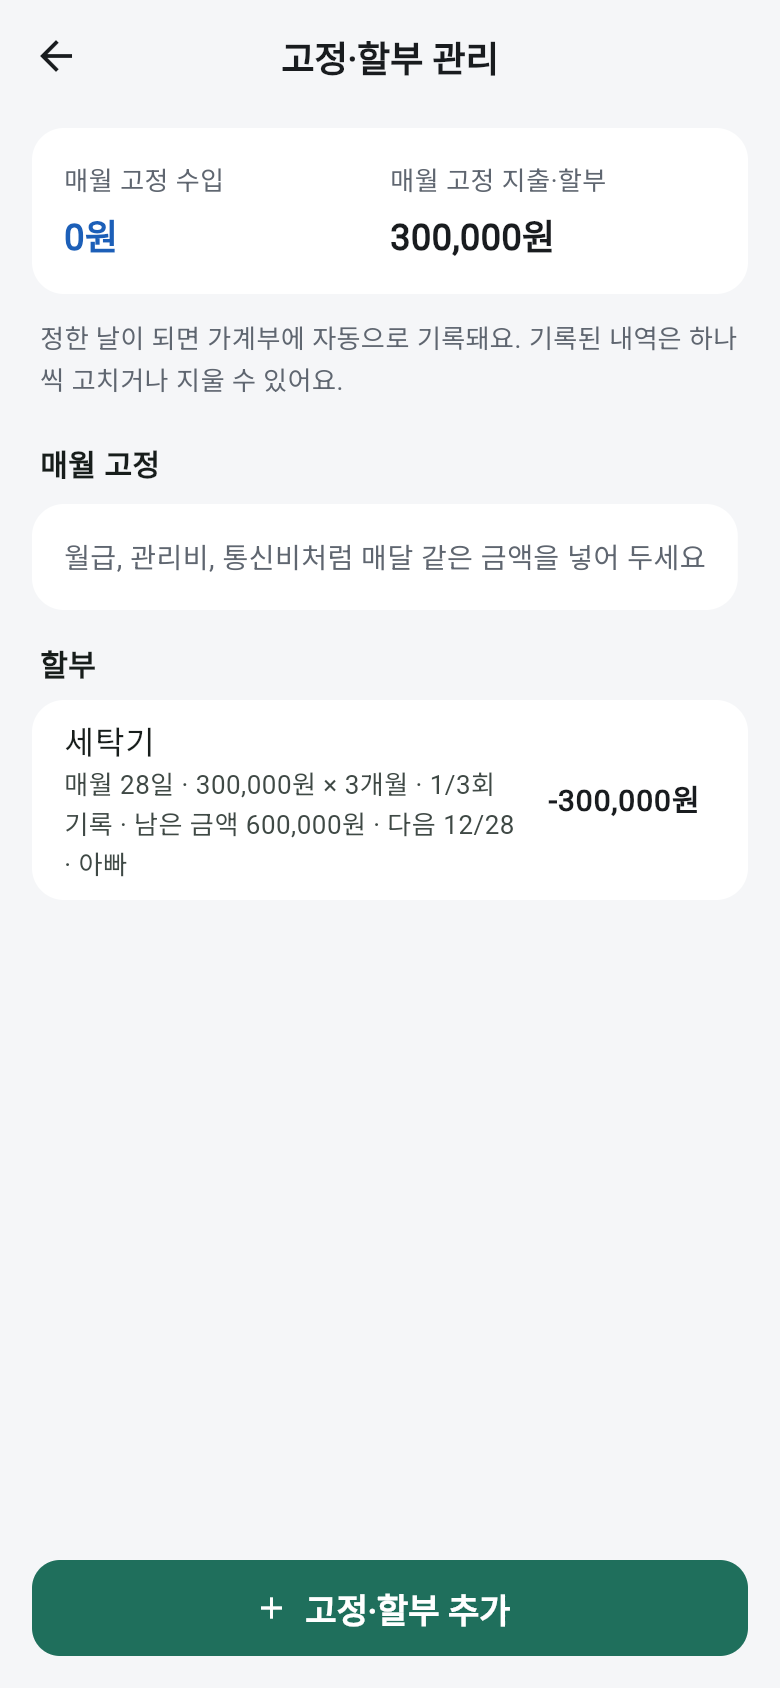 고정·할부 관리
매월 고정 수입
0원
매월 고정 지출·할부
300,000원
정한 날이 되면 가계부에 자동으로 기록돼요. 기록된 내역은 하나
씩 고치거나 지울 수 있어요.
매월 고정
월급, 관리비, 통신비처럼 매달 같은 금액을 넣어 두세요
할부
세탁기
매월 28일 · 300,000원 × 3개월 · 1/3회
기록 · 남은 금액 600,000원 · 다음 12/28
· 아빠
-300,000원
+ 고정·할부 추가